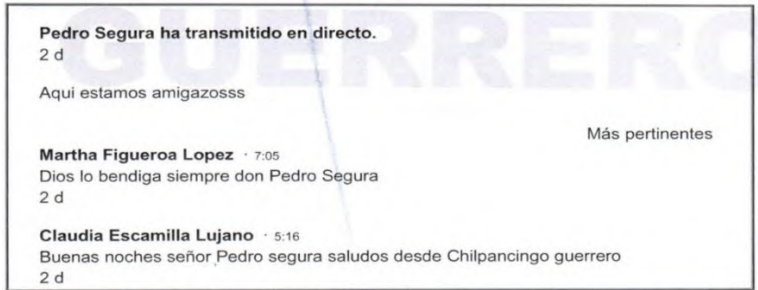 GUERRERO
Pedro Segura ha transmitido en directo.
2 d
Aqui estamos amigazosss
Más pertinentes
Martha Figueroa Lopez · 7:05
Dios lo bendiga siempre don Pedro Segura
2 d
Claudia Escamilla Lujano · 5:16
Buenas noches señor Pedro segura saludos desde Chilpancingo guerrero
2 d